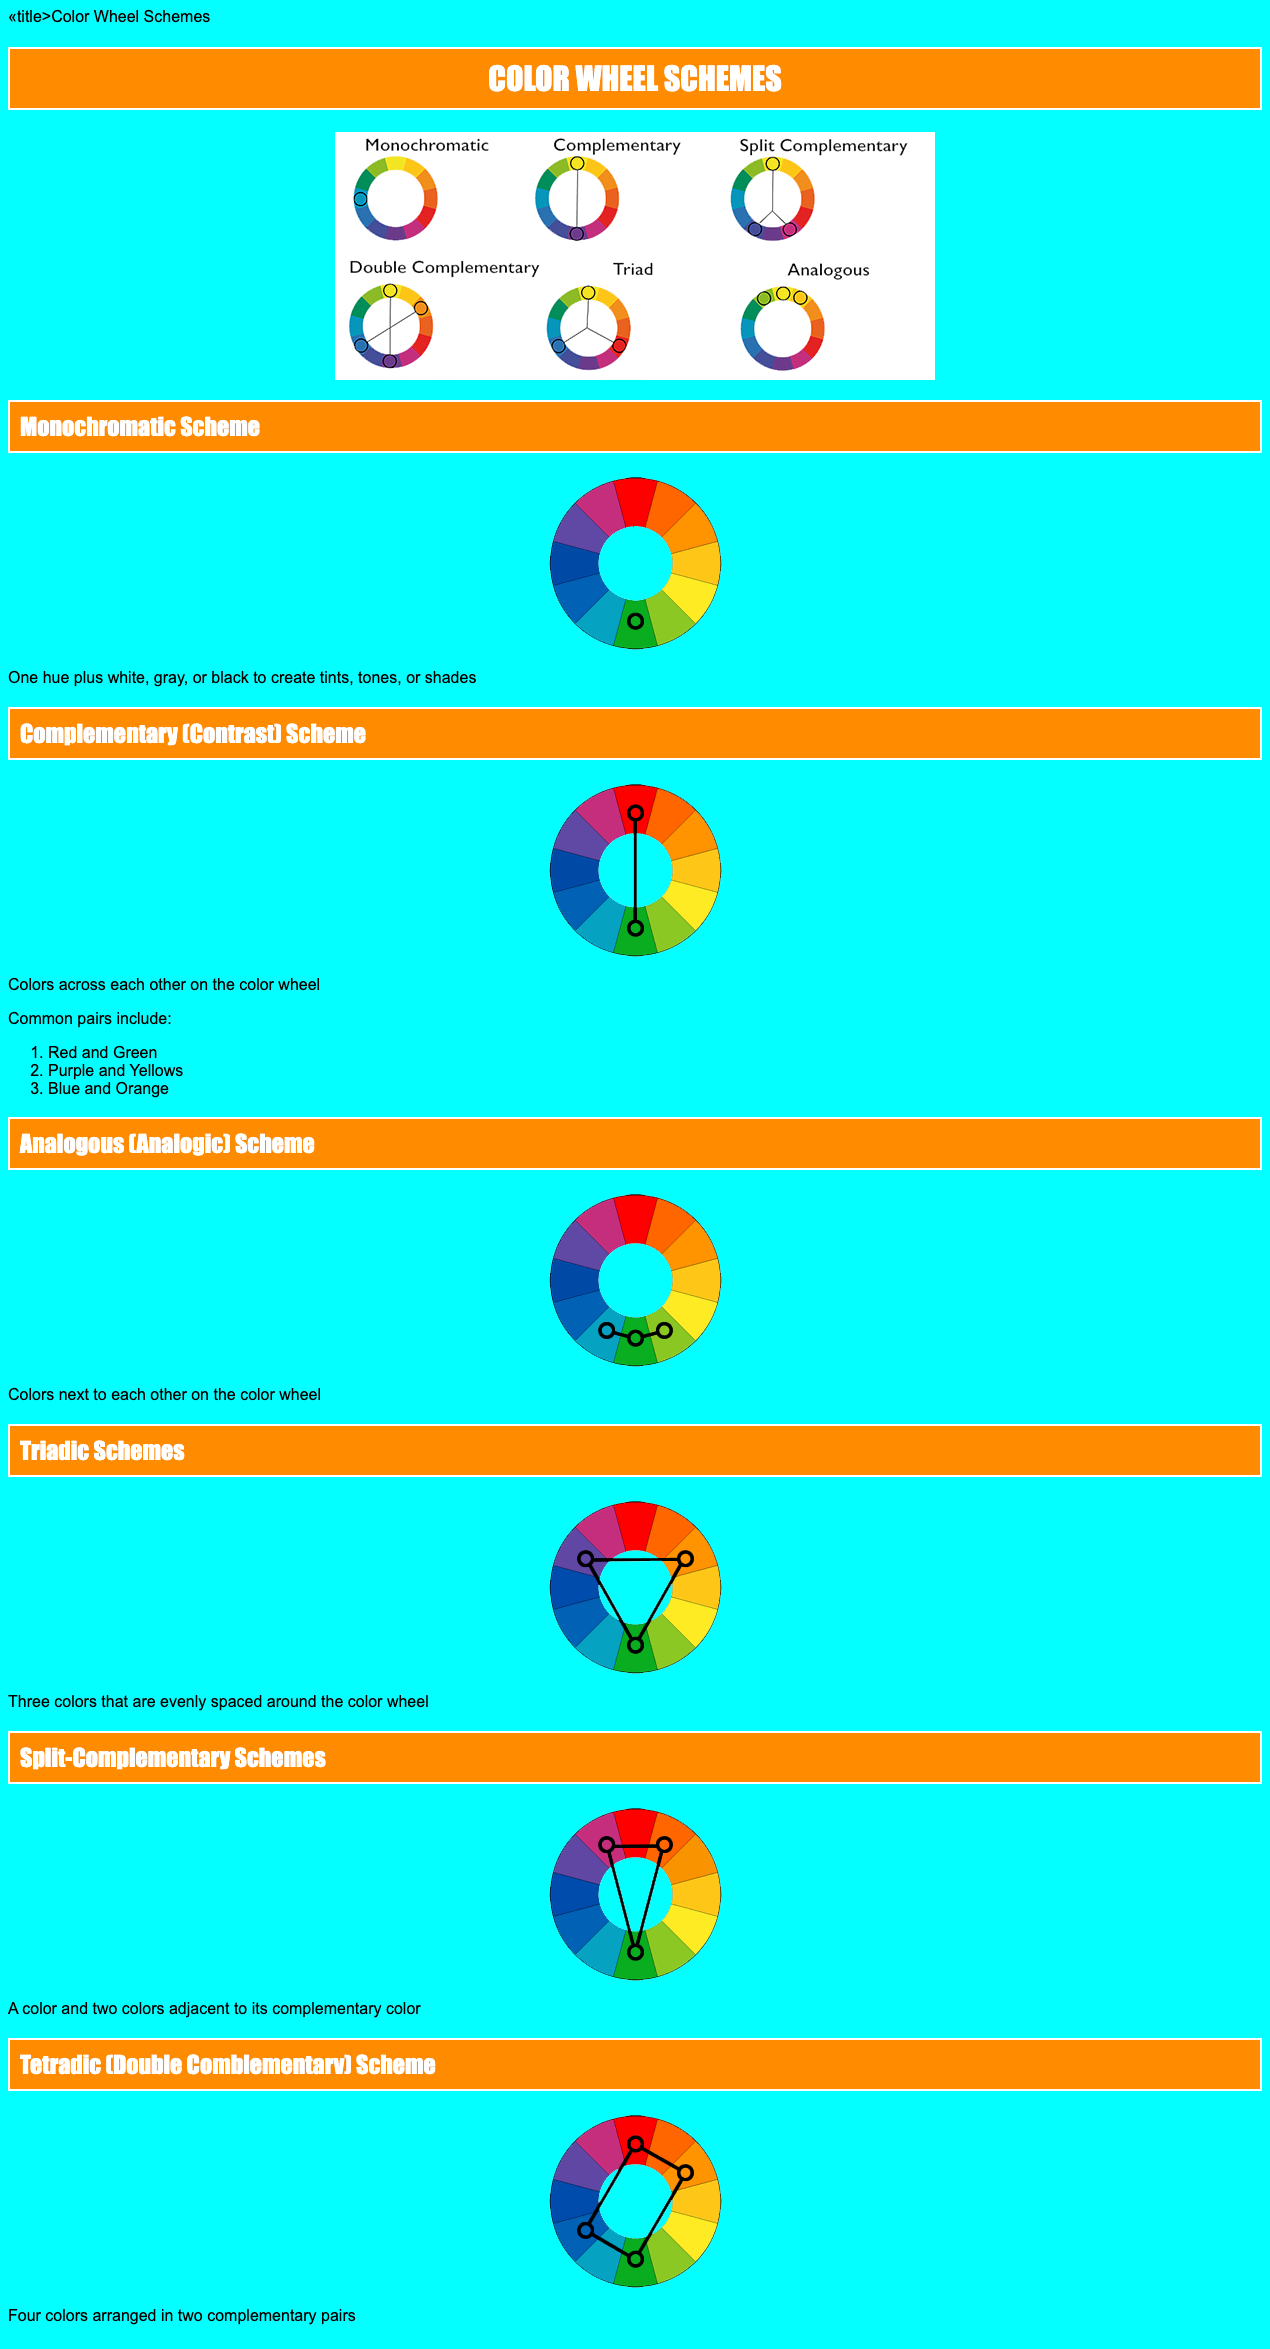 «title>Color Wheel Schemes
COLOR WHEEL SCHEMES
Monochromatic
Complementary
Split Complementary
Double Complementary
Triad
Analogous
Monochromatic Scheme
One hue plus white, gray, or black to create tints, tones, or shades
Complementary (Contrast) Scheme
Colors across each other on the color wheel
Common pairs include:
1. Red and Green
2. Purple and Yellows
3. Blue and Orange
Analogous (Analogic) Scheme
Colors next to each other on the color wheel
Triadic Schemes
Three colors that are evenly spaced around the color wheel
Split-Complementary Schemes
A color and two colors adjacent to its complementary color
Tetradic (Double Comblementarv) Scheme
Four colors arranged in two complementary pairs